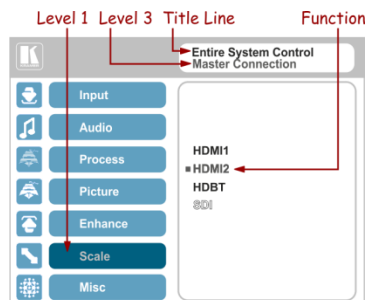 Level 1 Level 3 Title Line Function
K
Entire System Control
Master Connection
Input
Audio
Process
Picture
Enhance
Scale
Misc
HDMI1
HDMI2
HDBT
SDI